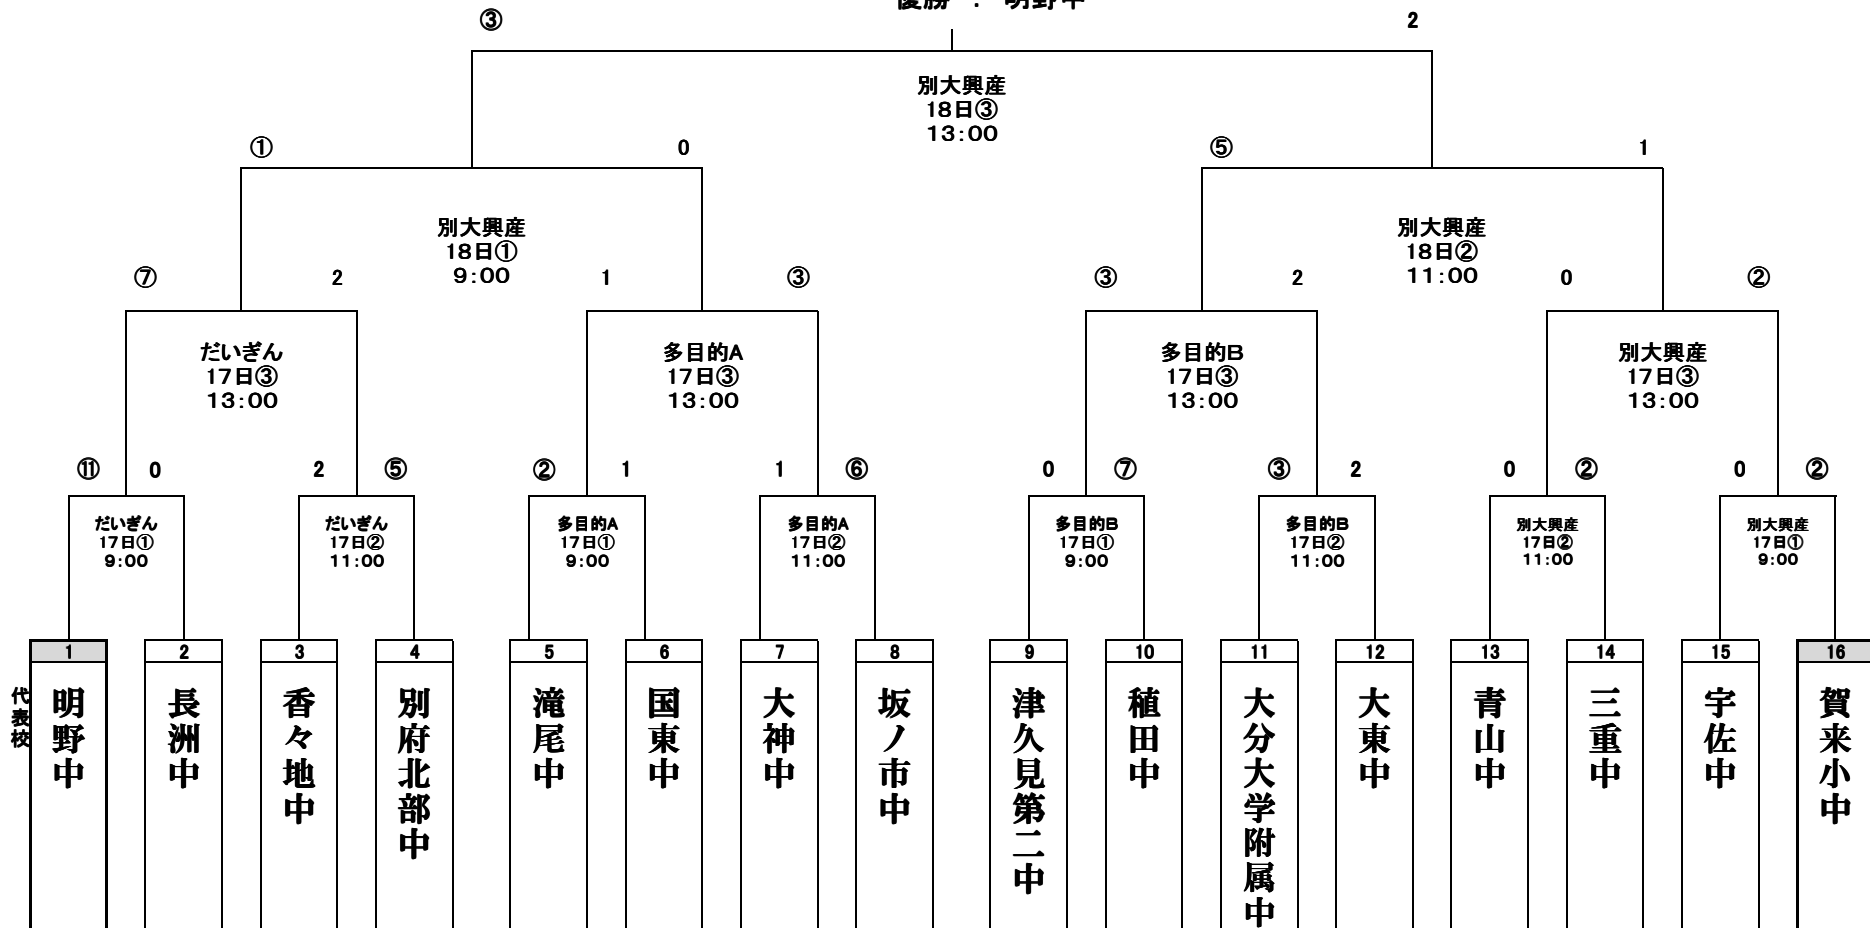 優勝 : 明野中
③ 2
別大興産
18日③
13:00
① 0
⑤ 1
別大興産
18日①
9:00
別大興産
18日②
11:00
⑦ 2
1 ③
③ 2
0 ②
だいぎん
17日③
13:00
多目的A
17日③
13:00
多目的B
17日③
13:00
別大興産
17日③
13:00
⑪ 0
2 ⑤
② 1
1 ⑥
0 ⑦
③ 2
0 ②
0 ②
だいぎん
17日①
9:00
だいぎん
17日②
11:00
多目的A
17日①
9:00
多目的A
17日②
11:00
多目的B
17日①
9:00
多目的B
17日②
11:00
別大興産
17日②
11:00
別大興産
17日①
9:00
代表校
1
明野中
2
長洲中
3
香々地中
4
別府北部中
5
滝尾中
6
国東中
7
大神中
8
坂ノ市中
9
津久見第二中
10
稙田中
11
大分大学附属中
12
大東中
13
青山中
14
三重中
15
宇佐中
16
賀来小中